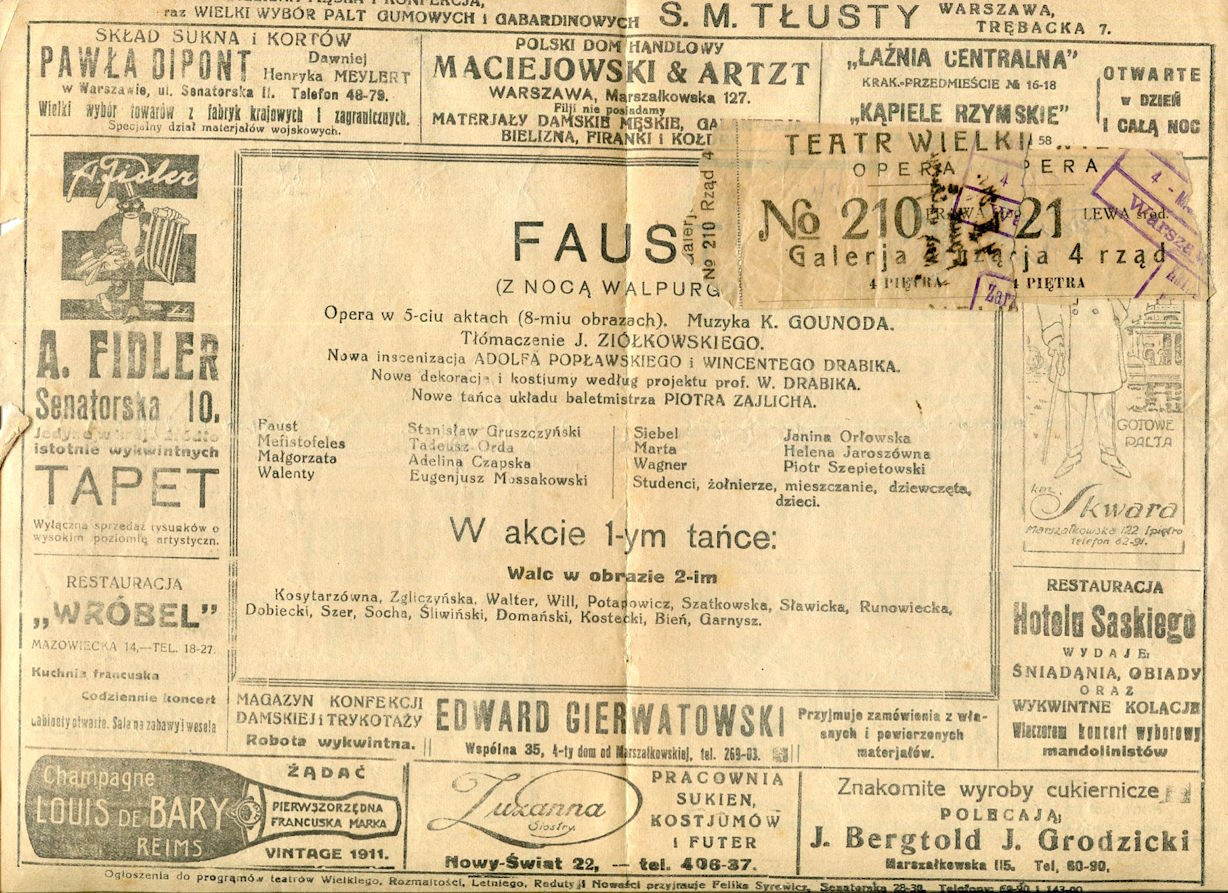 raz WIELKI WYBÓR PALT GUMOWYCH i GABARDINOWYCH S. M. TŁUSTY WARSZAWA,
TRĘBACKA 7.
SKŁAD SUKNA i KORTÓW
PAWŁA DIPONT Dawniej
Henryka MEYLERT
w Warszawie, ul. Senatorska 11. Telefon 48-79.
Wielki wybór towarów z fabryk krajowych i zagranicznych.
Specjalny dział materjałów wojskowych.
POLSKI DOM HANDLOWY
MACIEJOWSKI & ARTZT
WARSZAWA, Marszałkowska 127.
Filji nie posiadamy
MATERJAŁY DAMSKIE MĘSKIE,
BIELIZNA, FIRANKI i
„ŁAŹNIA CENTRALNA”
KRAK.-PRZEDMIEŚCIE № 16-18
„KĄPIELE RZYMSKIE”
58
OTWARTE
w DZIEŃ
i CAŁĄ NOC
TEATR WIELKI
OPERA OPERA
№ 210 21 LEWA środ.
Galerja 4 rząd
4 PIĘTRA 4 PIĘTRA
№ 210 Rząd 4
4
4 -
Warsza
A. Fidler
A. FIDLER
Senatorska 10.
Jedyne w kraju źródło
istotnie wykwintnych
TAPET
Wyłączna sprzedaż rysunków o
wysokim poziomie artystyczn.
RESTAURACJA
„WRÓBEL”
MAZOWIECKA 14,—TEL. 18-27.
Kuchnia francuska
Codziennie koncert
Gabinety otwarte. Sala na zabawy i wesela
FAUS
(Z NOCĄ WALPURG
Opera w 5-ciu aktach (8-miu obrazach). Muzyka K. GOUNODA.
Tłómaczenie J. ZIÓŁKOWSKIEGO.
Nowa inscenizacja ADOLFA POPŁAWSKIEGO i WINCENTEGO DRABIKA.
Nowe dekoracje i kostjumy według projektu prof. W. DRABIKA.
Nowe tańce układu baletmistrza PIOTRA ZAJLICHA.
Faust Stanisław Gruszczyński
Mefistofeles Tadeusz Orda
Małgorzata Adelina Czapska
Walenty Eugenjusz Mossakowski
Siebel Janina Orłowska
Marta Helena Jaroszówna
Wagner Piotr Szepietowski
Studenci, żołnierze, mieszczanie, dziewczęta,
dzieci.
W akcie 1-ym tańce:
Walc w obrazie 2-im
Kosytarzówna, Zgliczyńska, Walter, Will, Potapowicz, Szatkowska, Sławicka, Runowiecka,
Dobiecki, Szer, Socha, Śliwiński, Domański, Kostecki, Bień, Garnysz.
GOTOWE
PALTA
Skwara
Marszałkowska 122 I piętro
telefon 62-91.
RESTAURACJA
Hotelu Saskiego
WYDAJE:
ŚNIADANIA, OBIADY
ORAZ
WYKWINTNE KOLACJE
Wieczorem koncert wyborowy
mandolinistów
MAGAZYN KONFEKCJI
DAMSKIEJ i TRYKOTAŻY
Robota wykwintna.
EDWARD GIERWATOWSKI
Wspólna 35, 4-ty dom od Marszałkowskiej, tel. 269-03.
Przyjmuje zamówienia z wła-
snych i powierzonych
materjałów.
Champagne
LOUIS DE BARY
REIMS
ŻĄDAĆ
PIERWSZORZĘDNA
FRANCUSKA MARKA
VINTAGE 1911.
Zuzanna
Siostry.
PRACOWNIA
SUKIEN,
KOSTJUMÓW
i FUTER
Nowy-Świat 22, — tel. 406-37.
Znakomite wyroby cukiernicze
POLECAJĄ:
J. Bergtold J. Grodzicki
Marszałkowska 115. Tel, 60-90.
Ogłoszenia do programów teatrów Wielkiego, Rozmaitości, Letniego, Reduty i Nowości przyjmuje Feliks Syrewicz, Senatorska 28-30.